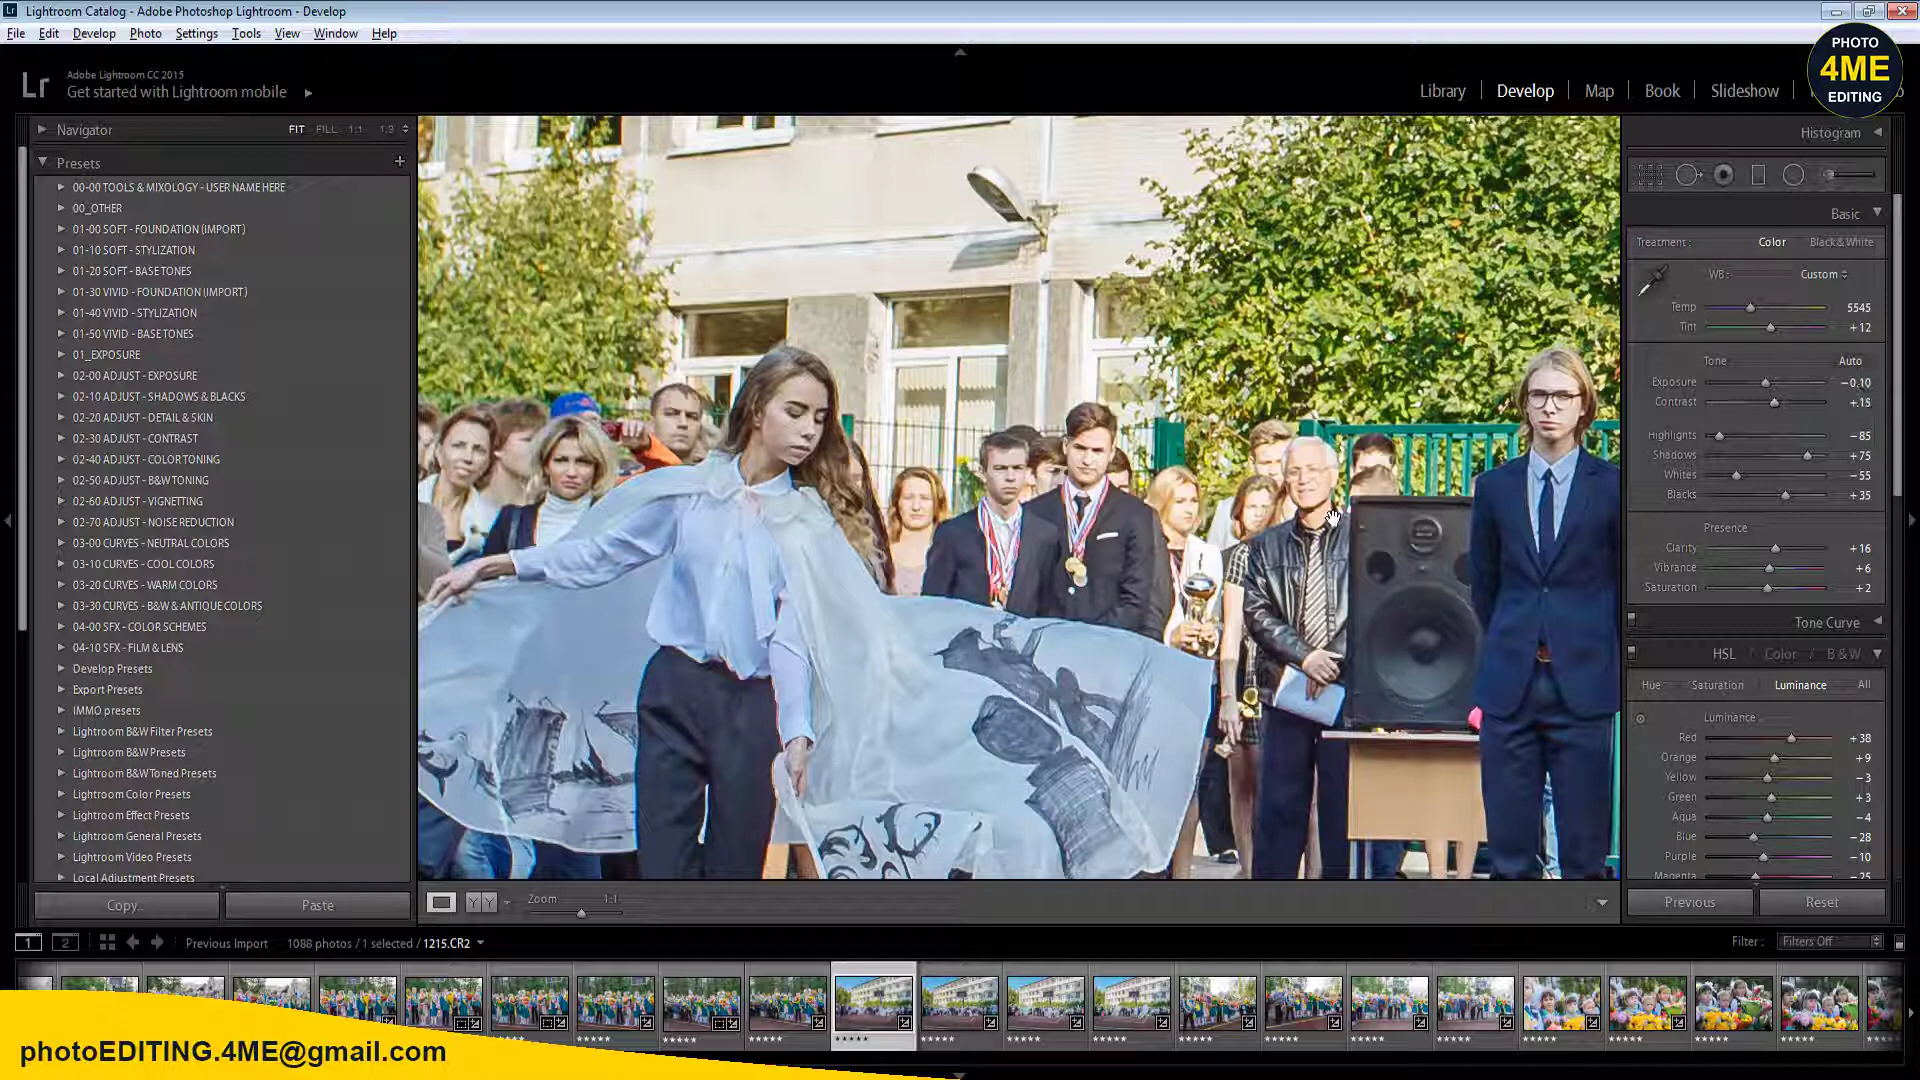 Lightroom Catalog - Adobe Photoshop Lightroom - Develop
File Edit Develop Photo Settings Tools View Window Help
PHOTO
4ME
EDITING
Lr
Adobe Lightroom CC 2015
Get started with Lightroom mobile
Library Develop Map Book Slideshow
Navigator FIT FILL 1:1 1:3
Histogram
Presets +
00-00 TOOLS & MIXOLOGY - USER NAME HERE
00_OTHER
01-00 SOFT - FOUNDATION (IMPORT)
01-10 SOFT - STYLIZATION
01-20 SOFT - BASE TONES
01-30 VIVID - FOUNDATION (IMPORT)
01-40 VIVID - STYLIZATION
01-50 VIVID - BASE TONES
01_EXPOSURE
02-00 ADJUST - EXPOSURE
02-10 ADJUST - SHADOWS & BLACKS
02-20 ADJUST - DETAIL & SKIN
02-30 ADJUST - CONTRAST
02-40 ADJUST - COLOR TONING
02-50 ADJUST - B&W TONING
02-60 ADJUST - VIGNETTING
02-70 ADJUST - NOISE REDUCTION
03-00 CURVES - NEUTRAL COLORS
03-10 CURVES - COOL COLORS
03-20 CURVES - WARM COLORS
03-30 CURVES - B&W & ANTIQUE COLORS
04-00 SFX - COLOR SCHEMES
04-10 SFX - FILM & LENS
Develop Presets
Export Presets
IMMO presets
Lightroom B&W Filter Presets
Lightroom B&W Presets
Lightroom B&W Toned Presets
Lightroom Color Presets
Lightroom Effect Presets
Lightroom General Presets
Lightroom Video Presets
Local Adjustment Presets
Copy... Paste
Basic
Treatment : Color Black & White
WB : Custom
Temp 5545
Tint + 12
Tone Auto
Exposure − 0.10
Contrast + 15
Highlights − 85
Shadows + 75
Whites − 55
Blacks + 35
Presence
Clarity + 16
Vibrance + 6
Saturation + 2
Tone Curve
HSL / Color / B & W
Hue Saturation Luminance All
Luminance
Red + 38
Orange + 9
Yellow − 3
Green + 3
Aqua − 4
Blue − 28
Purple − 10
Magenta − 25
Previous Reset
Y Y Zoom 1:1
1 2 Previous Import 1088 photos / 1 selected / 1215.CR2
Filter : Filters Off
photoEDITING.4ME@gmail.com